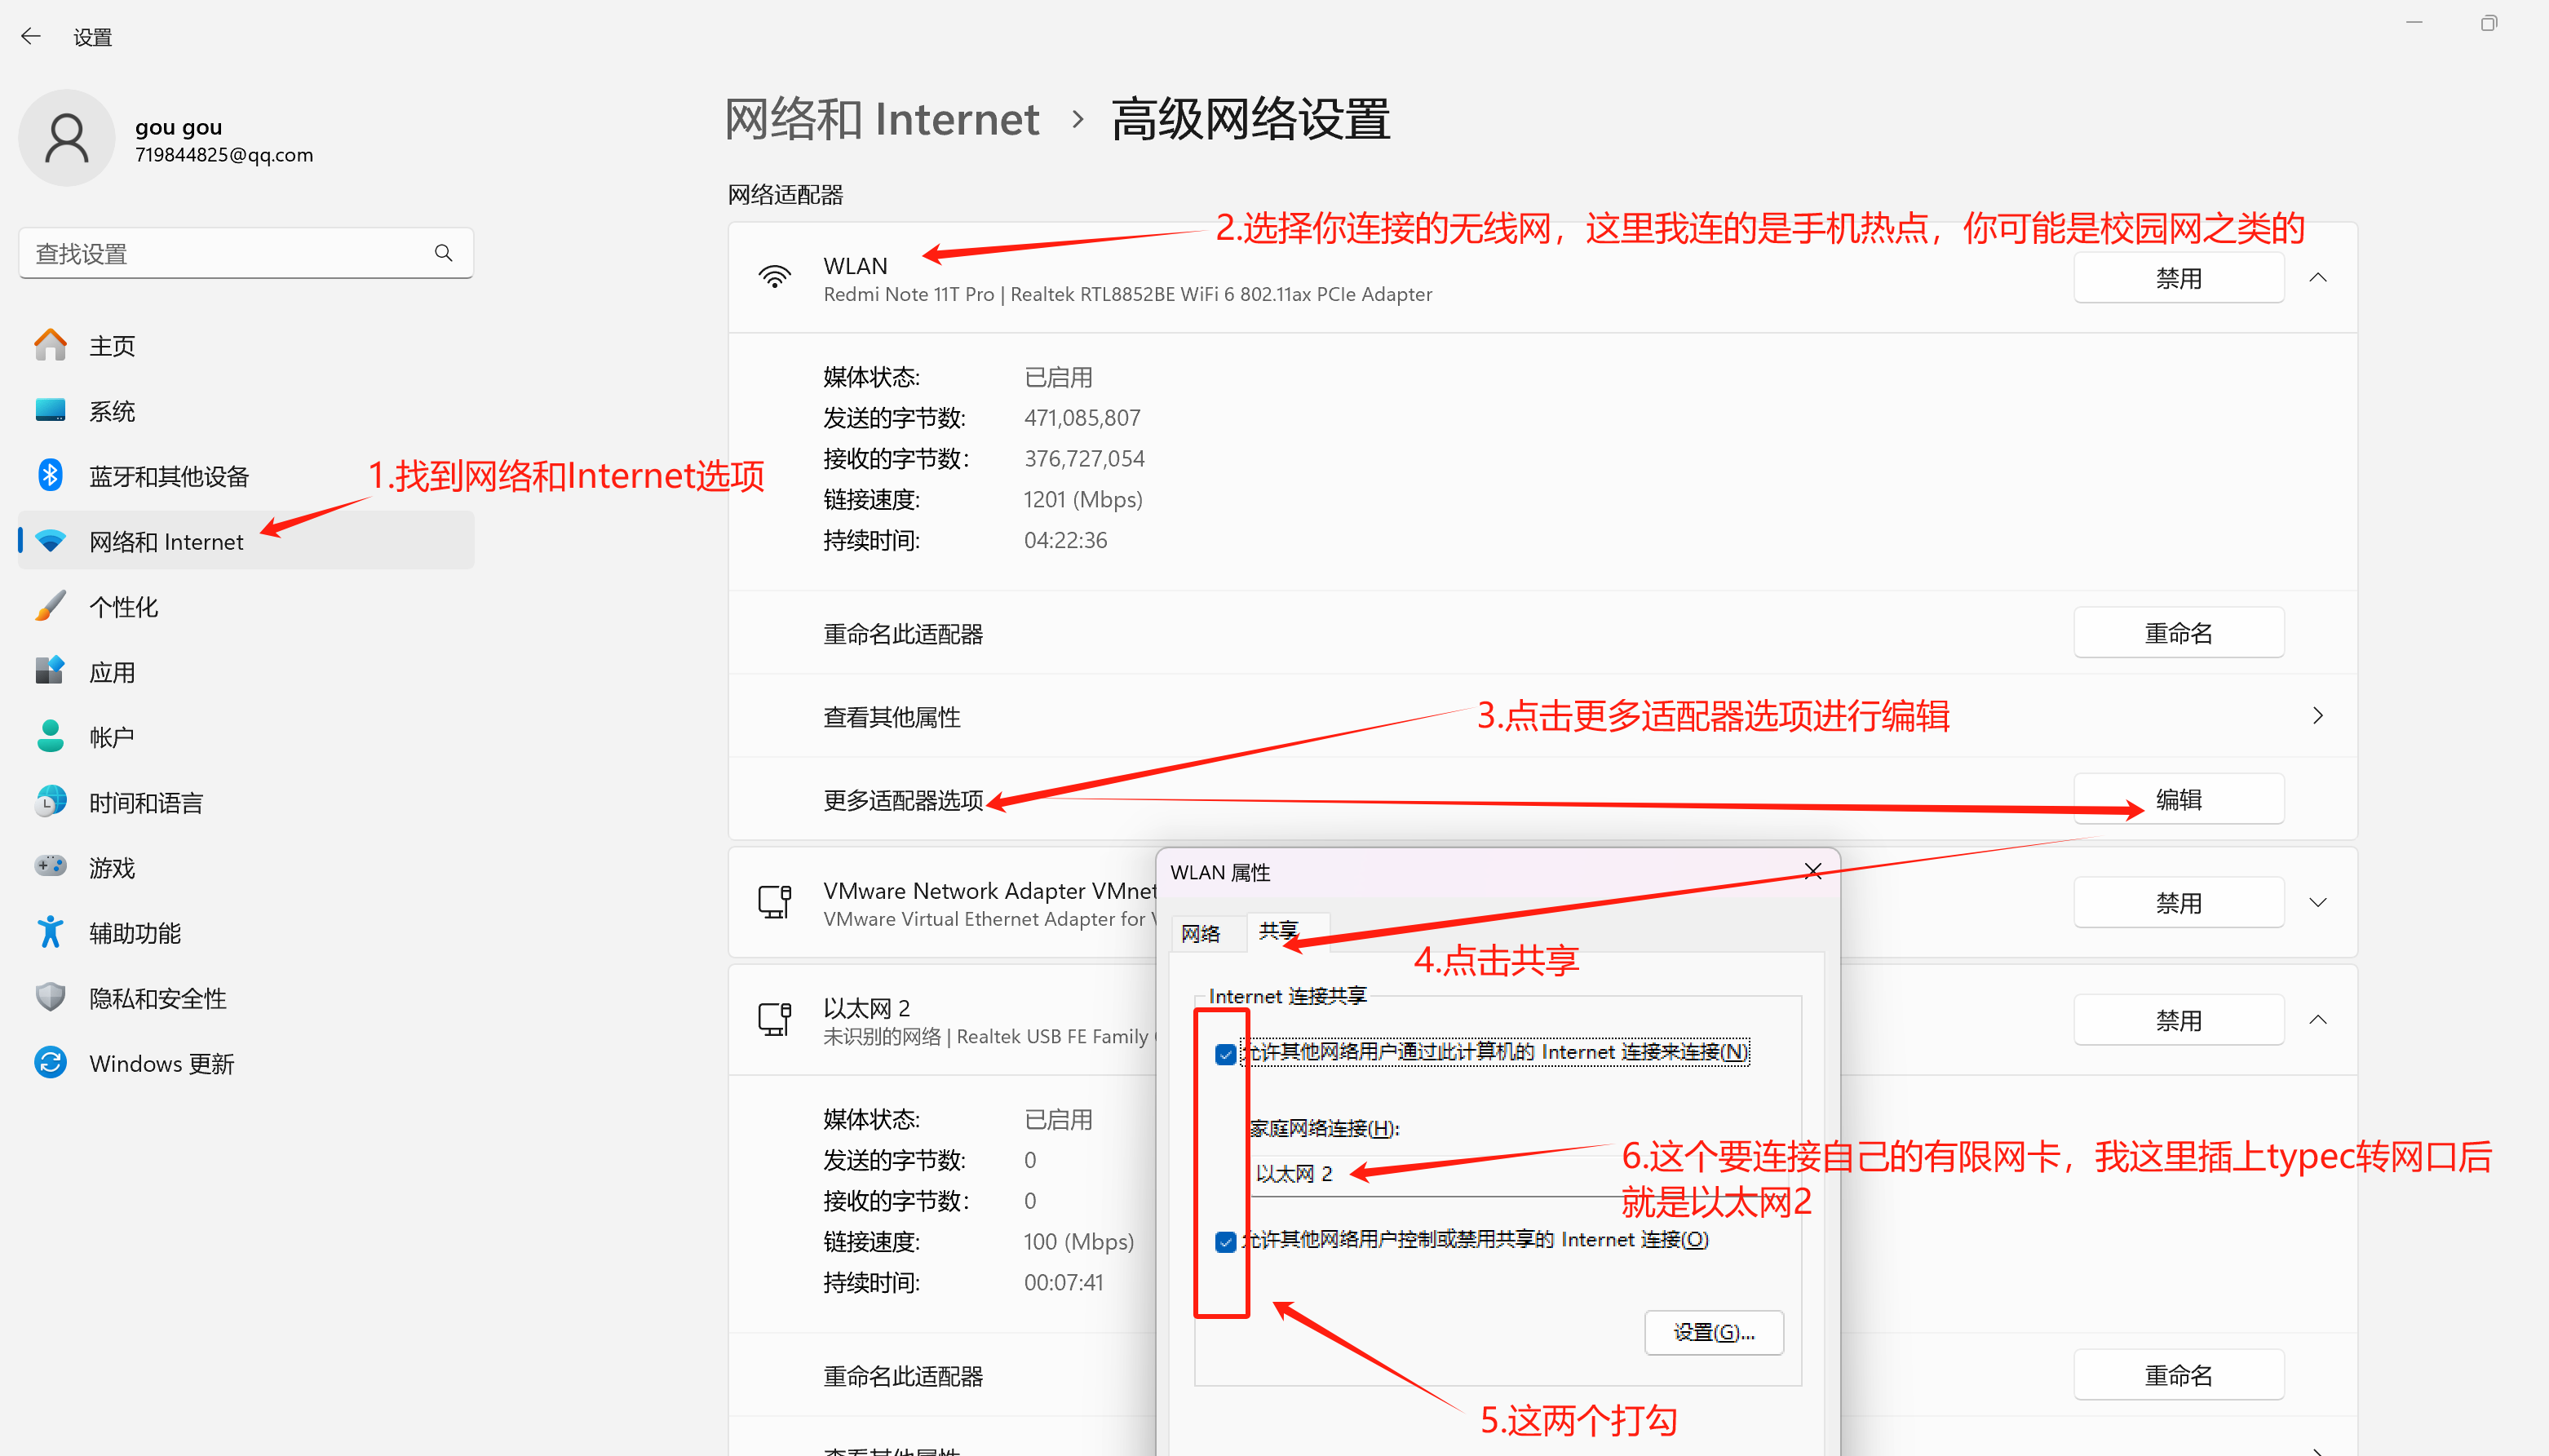 设置
gou gou
719844825@qq.com
查找设置
主页
系统
蓝牙和其他设备
网络和 Internet
个性化
应用
帐户
时间和语言
游戏
辅助功能
隐私和安全性
Windows 更新
1.找到网络和Internet选项
网络和 Internet › 高级网络设置
网络适配器
2.选择你连接的无线网，这里我连的是手机热点，你可能是校园网之类的
WLAN
Redmi Note 11T Pro | Realtek RTL8852BE WiFi 6 802.11ax PCIe Adapter
禁用
媒体状态: 已启用
发送的字节数: 471,085,807
接收的字节数: 376,727,054
链接速度: 1201 (Mbps)
持续时间: 04:22:36
重命名此适配器
重命名
查看其他属性
3.点击更多适配器选项进行编辑
更多适配器选项
编辑
VMware Network Adapter VMnet
VMware Virtual Ethernet Adapter for
禁用
以太网 2
未识别的网络 | Realtek USB FE Family
禁用
媒体状态: 已启用
发送的字节数: 0
接收的字节数: 0
链接速度: 100 (Mbps)
持续时间: 00:07:41
重命名此适配器
重命名
WLAN 属性
网络 共享
4.点击共享
Internet 连接共享
允许其他网络用户通过此计算机的 Internet 连接来连接(N)
家庭网络连接(H):
以太网 2
6.这个要连接自己的有限网卡，我这里插上typec转网口后
就是以太网2
允许其他网络用户控制或禁用共享的 Internet 连接(O)
设置(G)...
5.这两个打勾